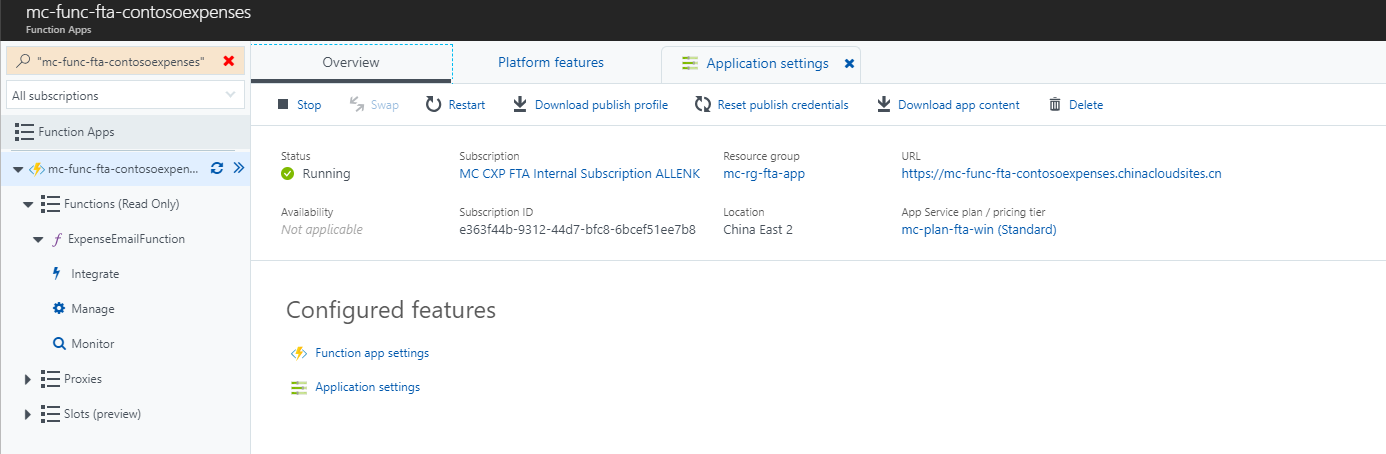 mc-func-fta-contosoexpenses
Function Apps
"mc-func-fta-contosoexpenses"
All subscriptions
Function Apps
mc-func-fta-contosoexpen...
Functions (Read Only)
ExpenseEmailFunction
Integrate
Manage
Monitor
Proxies
Slots (preview)
Overview Platform features Application settings
Stop Swap Restart Download publish profile Reset publish credentials Download app content Delete
Status Subscription Resource group URL
Running MC CXP FTA Internal Subscription ALLENK mc-rg-fta-app https://mc-func-fta-contosoexpenses.chinacloudsites.cn
Availability Subscription ID Location App Service plan / pricing tier
Not applicable e363f44b-9312-44d7-bfc8-6bcef51ee7b8 China East 2 mc-plan-fta-win (Standard)
Configured features
Function app settings
Application settings